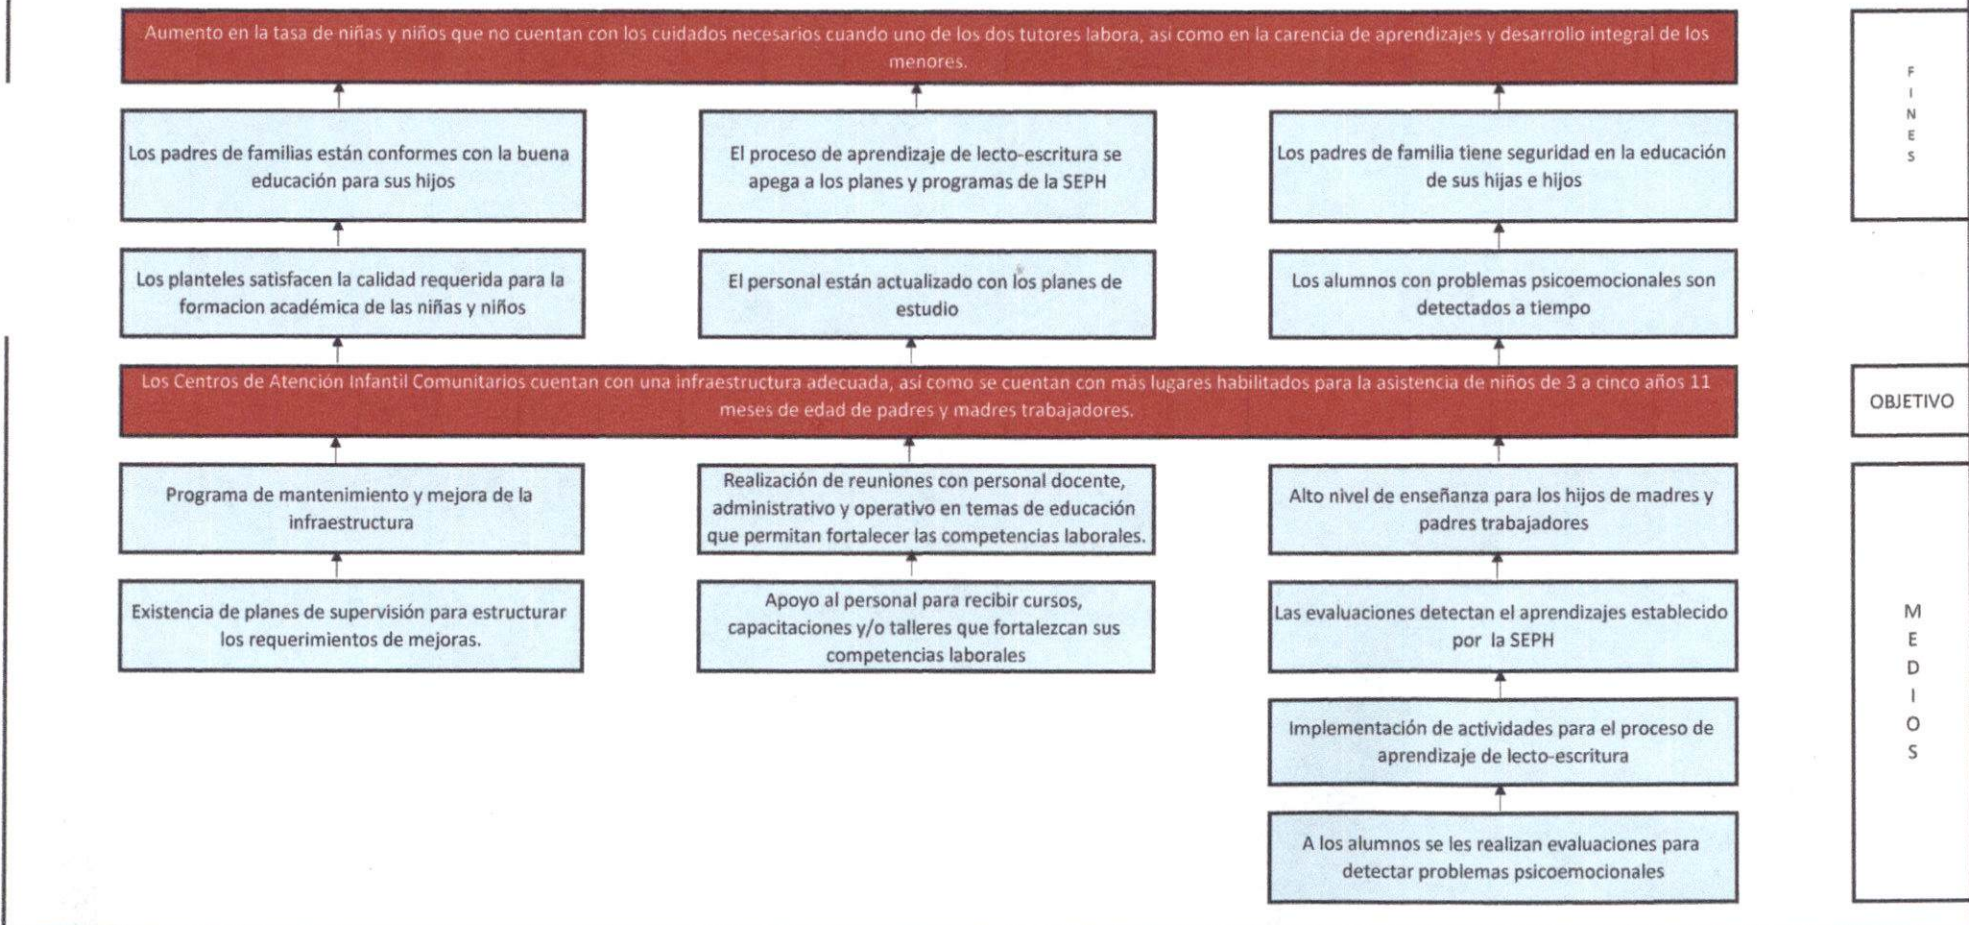 Aumento en la tasa de niñas y niños que no cuentan con los cuidados necesarios cuando uno de los dos tutores labora, así como en la carencia de aprendizajes y desarrollo integral de los
menores.
Los padres de familias están conformes con la buena
educación para sus hijos
El proceso de aprendizaje de lecto-escritura se
apega a los planes y programas de la SEPH
Los padres de familia tiene seguridad en la educación
de sus hijas e hijos
F
I
N
E
S
Los planteles satisfacen la calidad requerida para la
formacion académica de las niñas y niños
El personal están actualizado con los planes de
estudio
Los alumnos con problemas psicoemocionales son
detectados a tiempo
Los Centros de Atención Infantil Comunitarios cuentan con una infraestructura adecuada, así como se cuentan con más lugares habilitados para la asistencia de niños de 3 a cinco años 11
meses de edad de padres y madres trabajadores.
OBJETIVO
Programa de mantenimiento y mejora de la
infraestructura
Realización de reuniones con personal docente,
administrativo y operativo en temas de educación
que permitan fortalecer las competencias laborales.
Alto nivel de enseñanza para los hijos de madres y
padres trabajadores
Existencia de planes de supervisión para estructurar
los requerimientos de mejoras.
Apoyo al personal para recibir cursos,
capacitaciones y/o talleres que fortalezcan sus
competencias laborales
Las evaluaciones detectan el aprendizajes establecido
por la SEPH
Implementación de actividades para el proceso de
aprendizaje de lecto-escritura
A los alumnos se les realizan evaluaciones para
detectar problemas psicoemocionales
M
E
D
I
O
S